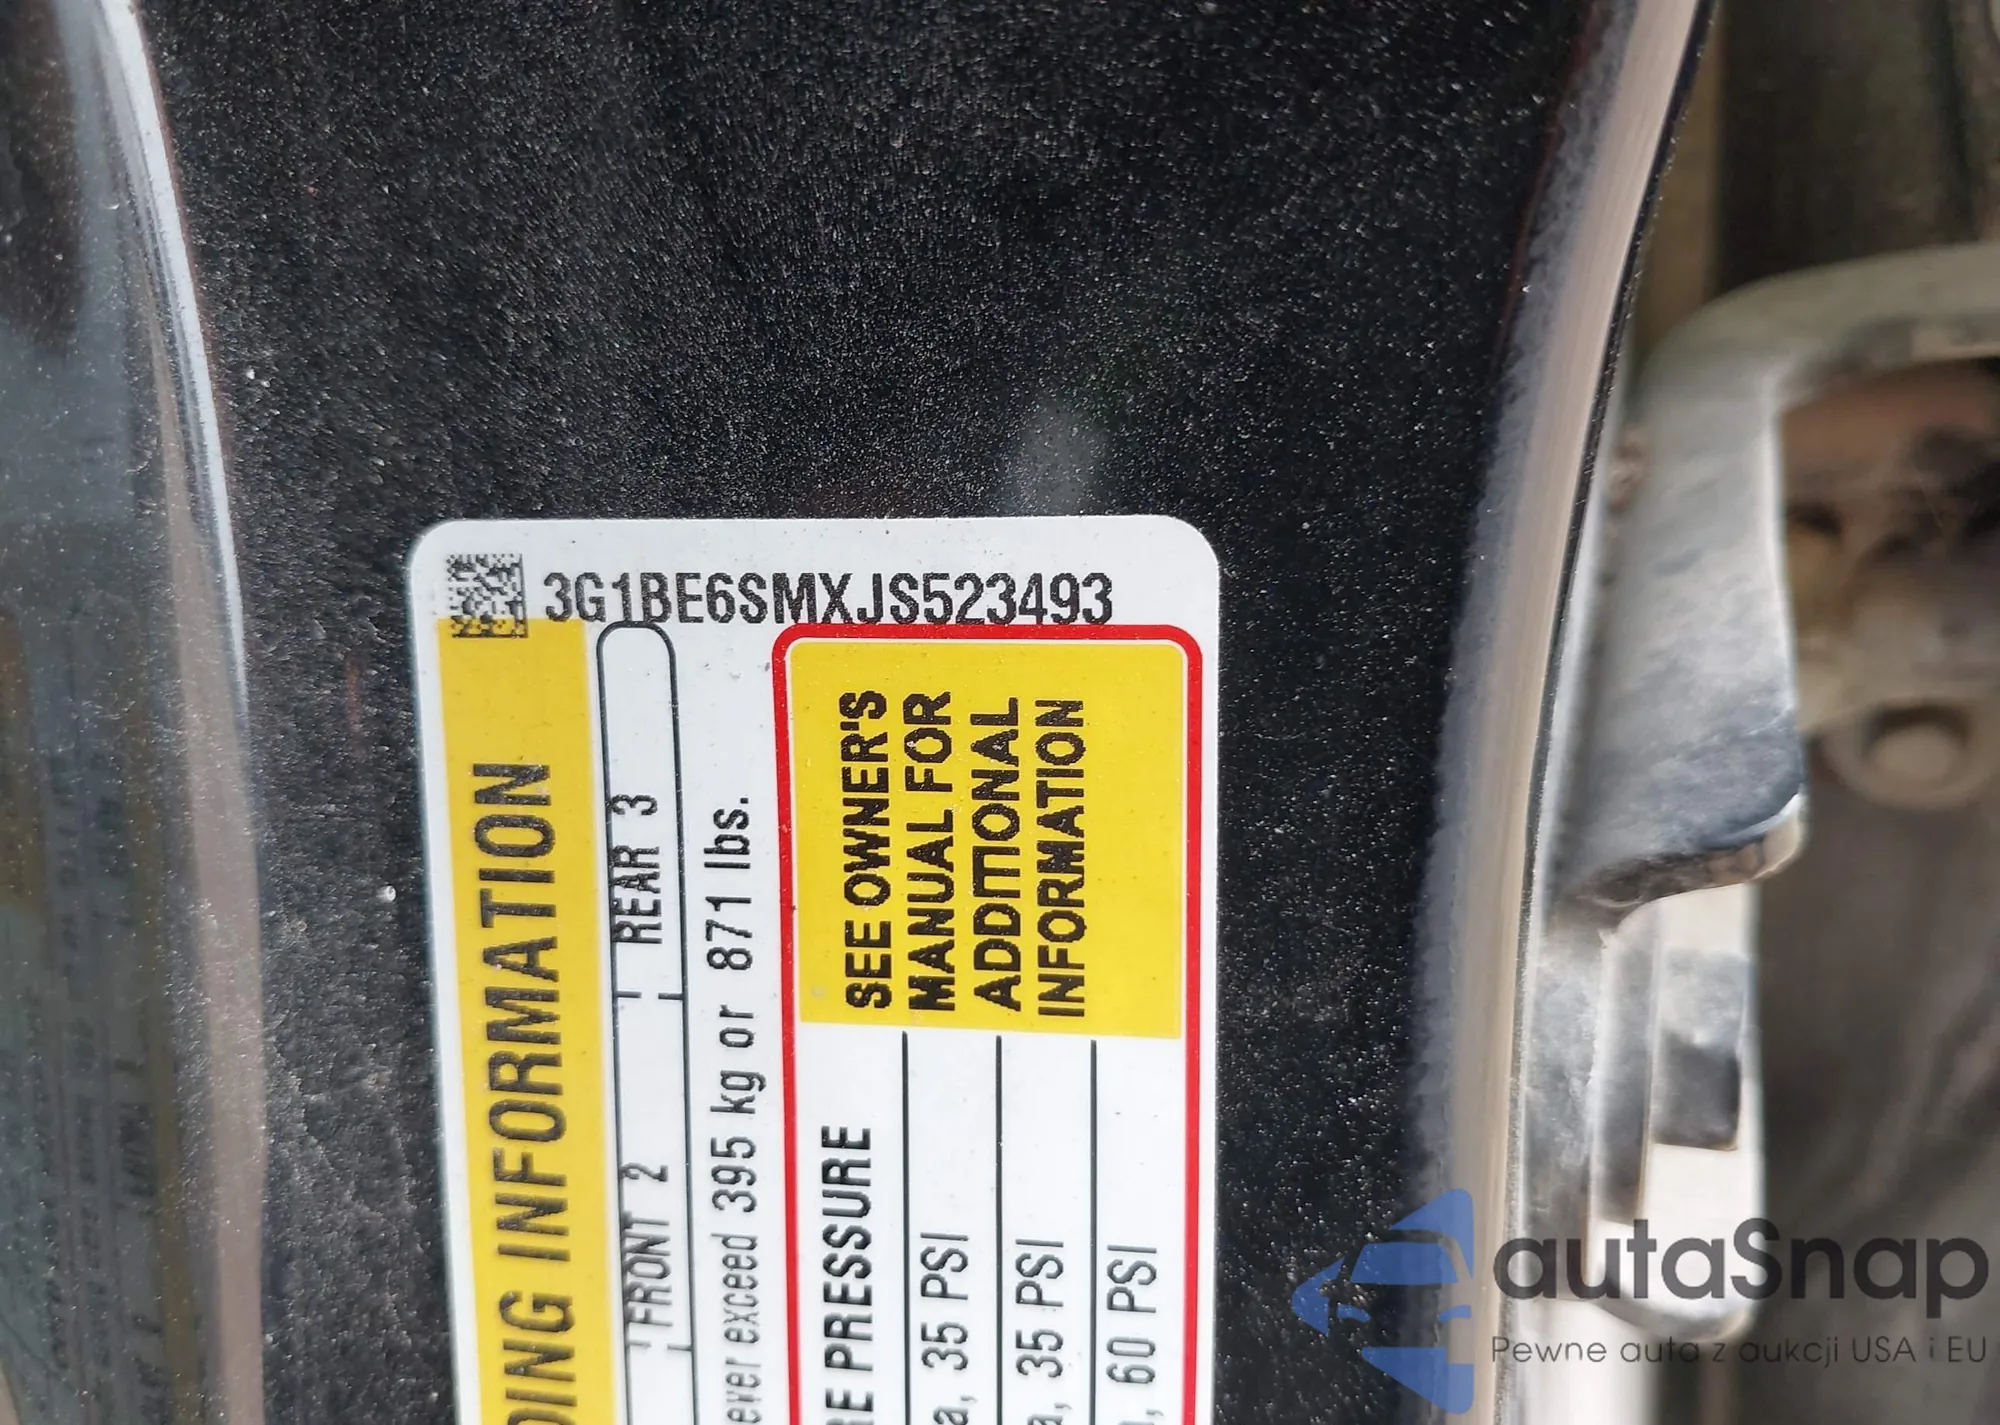 3G1BE6SMXJS523493
DING INFORMATION
FRONT 2 REAR 3
ever exceed 395 kg or 871 lbs.
RE PRESSURE
a, 35 PSI
a, 35 PSI
60 PSI
SEE OWNER'S
MANUAL FOR
ADDITIONAL
INFORMATION
autaSnap
Pewne auta z aukcji USA i EU